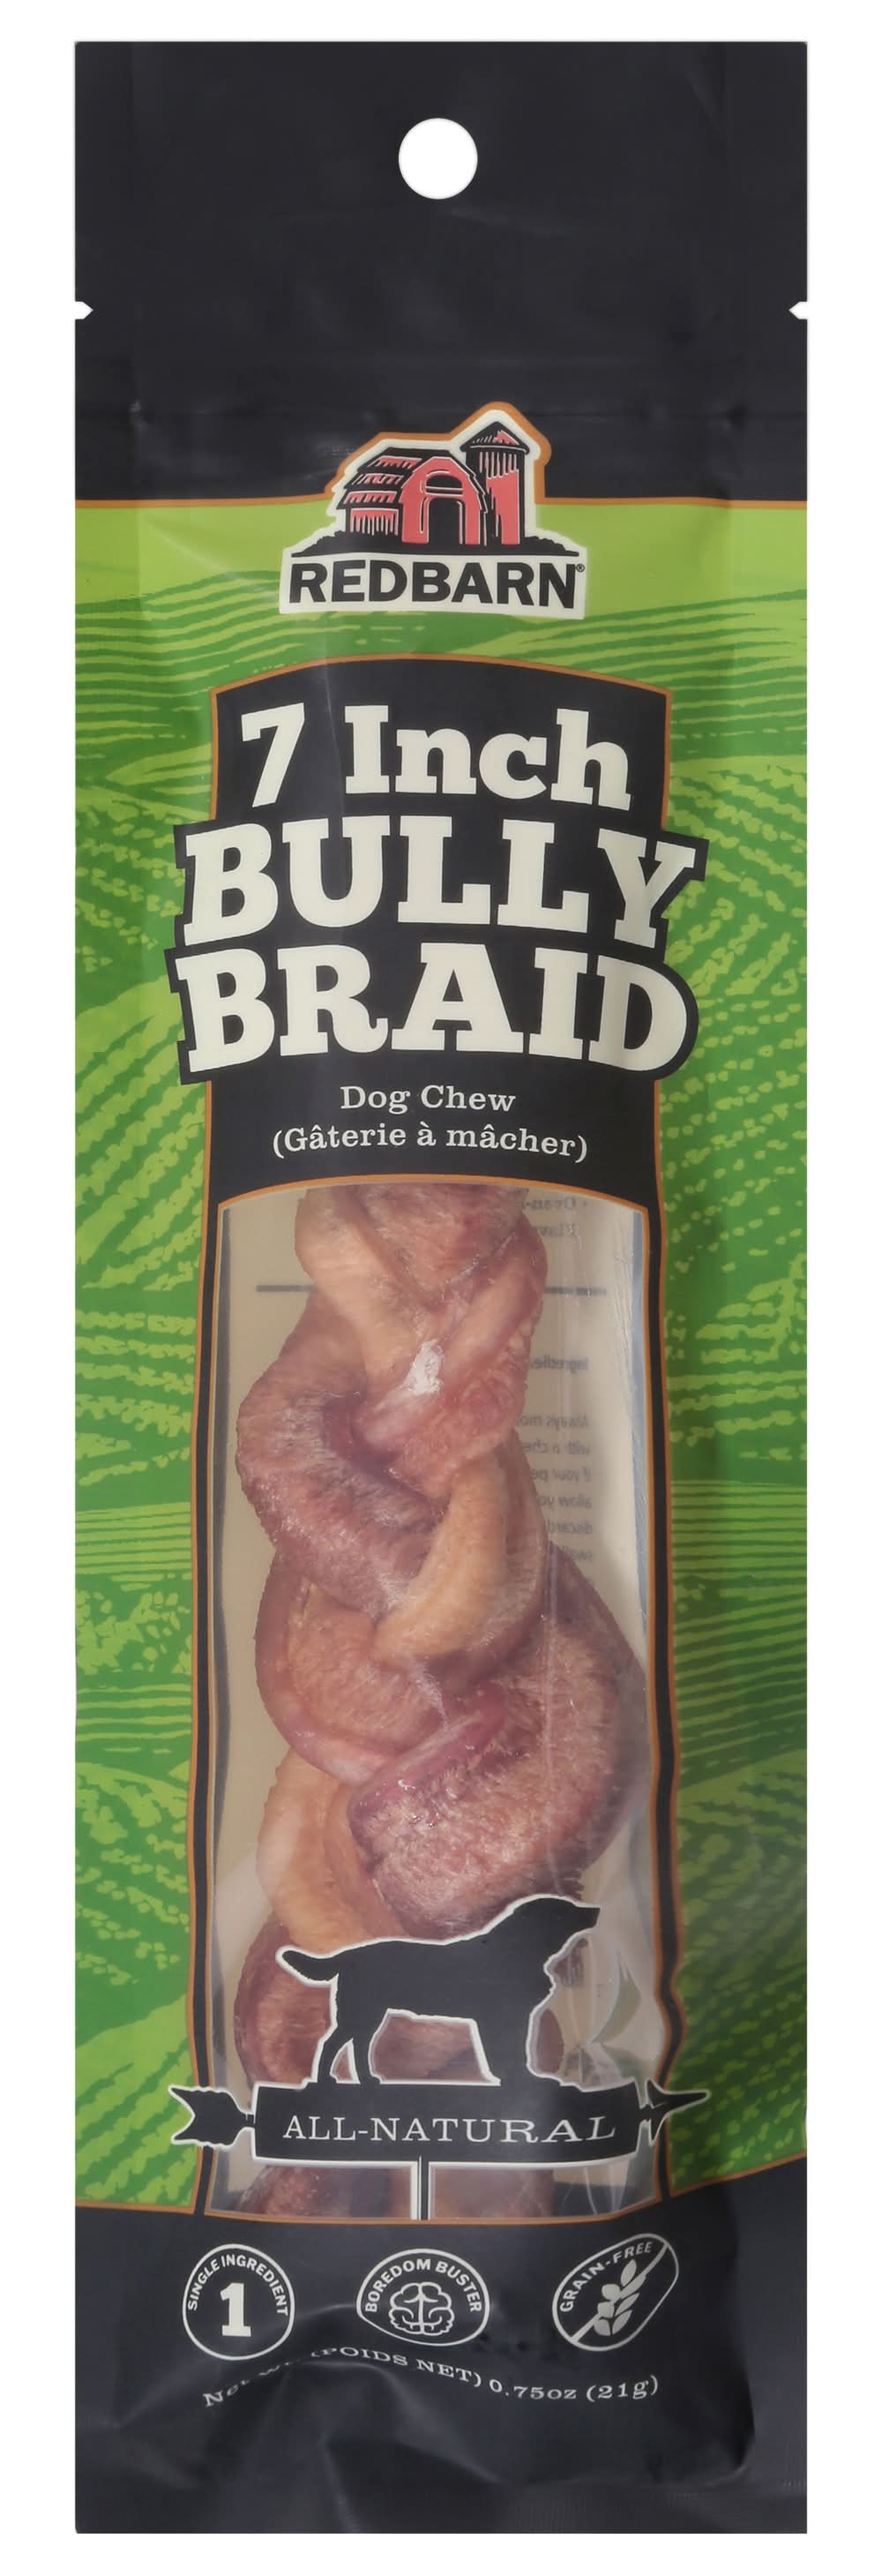 REDBARN®
7 Inch
BULLY
BRAID
Dog Chew
(Gâterie à mâcher)
ALL-NATURAL
SINGLE INGREDIENT
1
BOREDOM BUSTER
GRAIN-FREE
Net (POIDS NET) 0.75oz (21g)